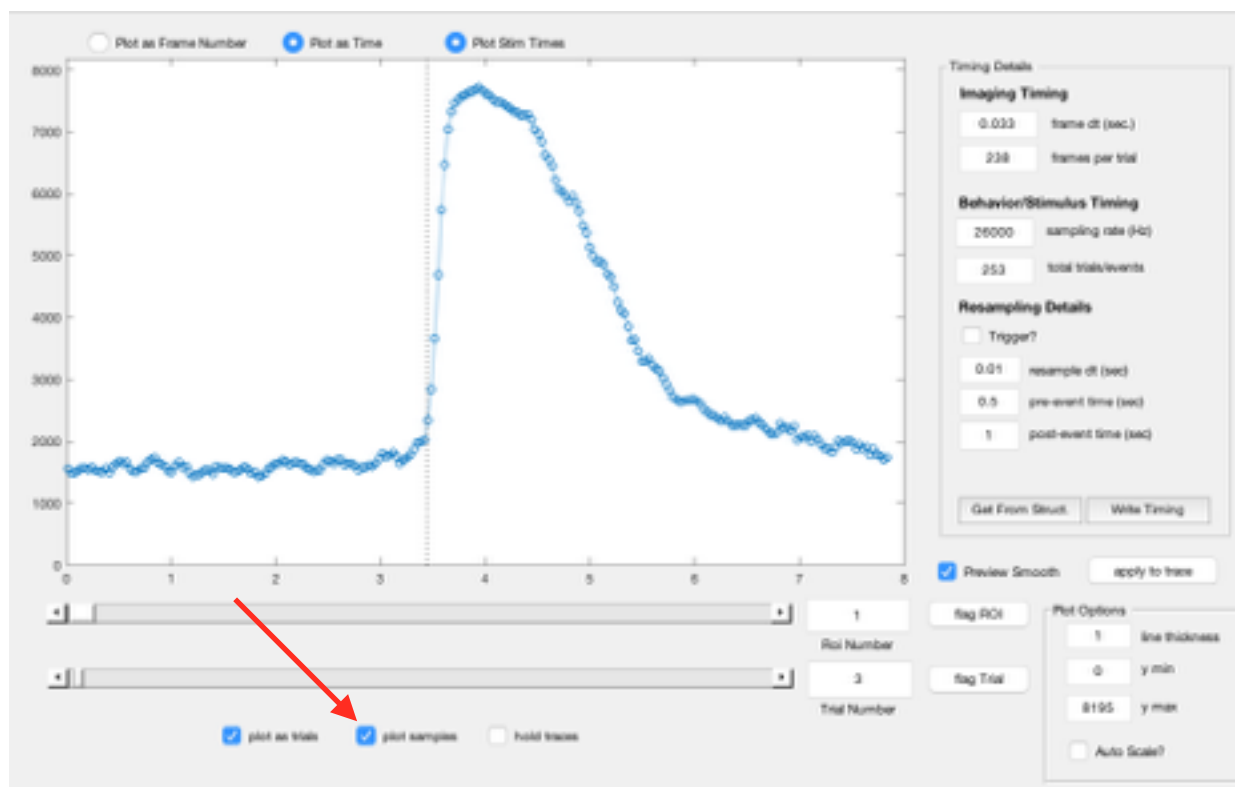 Plot as Frame Number Plot as Time Plot Stim Times
8000
7000
6000
5000
4000
3000
2000
1000
0
0 1 2 3 4 5 6 7 8
Timing Details
Imaging Timing
0.033 frame dt (sec.)
238 frames per trial
Behavior/Stimulus Timing
26000 sampling rate (Hz)
253 total trials/events
Resampling Details
Trigger?
0.01 resample dt (sec)
0.5 pre-event time (sec)
1 post-event time (sec)
Get From Struct. Write Timing
Preview Smooth apply to trace
1 flag ROI
Roi Number
3 flag Trial
Trial Number
plot as trials plot samples hold traces
Plot Options
1 line thickness
0 y min
8195 y max
Auto Scale?